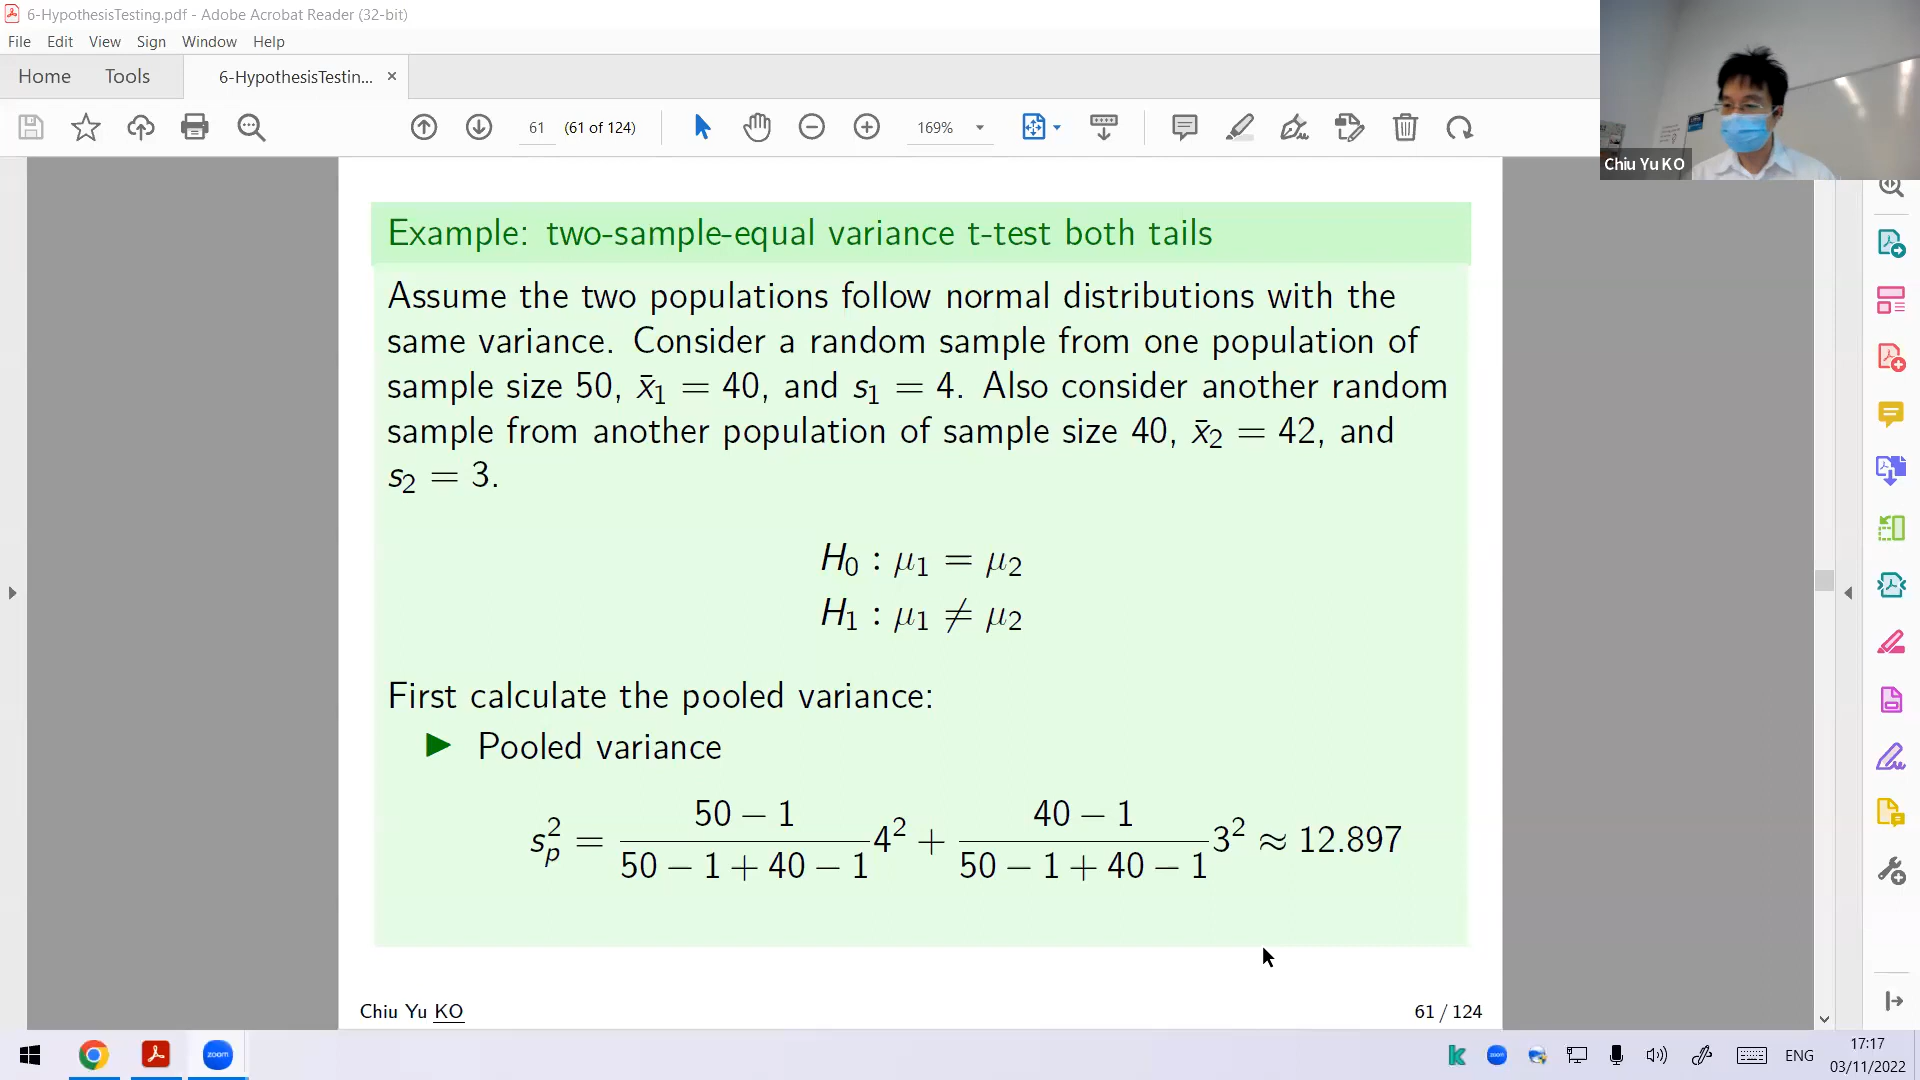 6-HypothesisTesting.pdf - Adobe Acrobat Reader (32-bit)
File Edit View Sign Window Help
Home Tools 6-HypothesisTestin... ×
61 (61 of 124) 169%
Chiu Yu KO
Example: two-sample-equal variance t-test both tails
Assume the two populations follow normal distributions with the
same variance. Consider a random sample from one population of
sample size 50, x̄₁ = 40, and s₁ = 4. Also consider another random
sample from another population of sample size 40, x̄₂ = 42, and
s₂ = 3.
H₀ : μ₁ = μ₂
H₁ : μ₁ ≠ μ₂
First calculate the pooled variance:
▶ Pooled variance
s²ₚ = (50 − 1)/(50 − 1 + 40 − 1) 4² + (40 − 1)/(50 − 1 + 40 − 1) 3² ≈ 12.897
Chiu Yu KO 61 / 124
zoom zoom ENG 17:17
03/11/2022